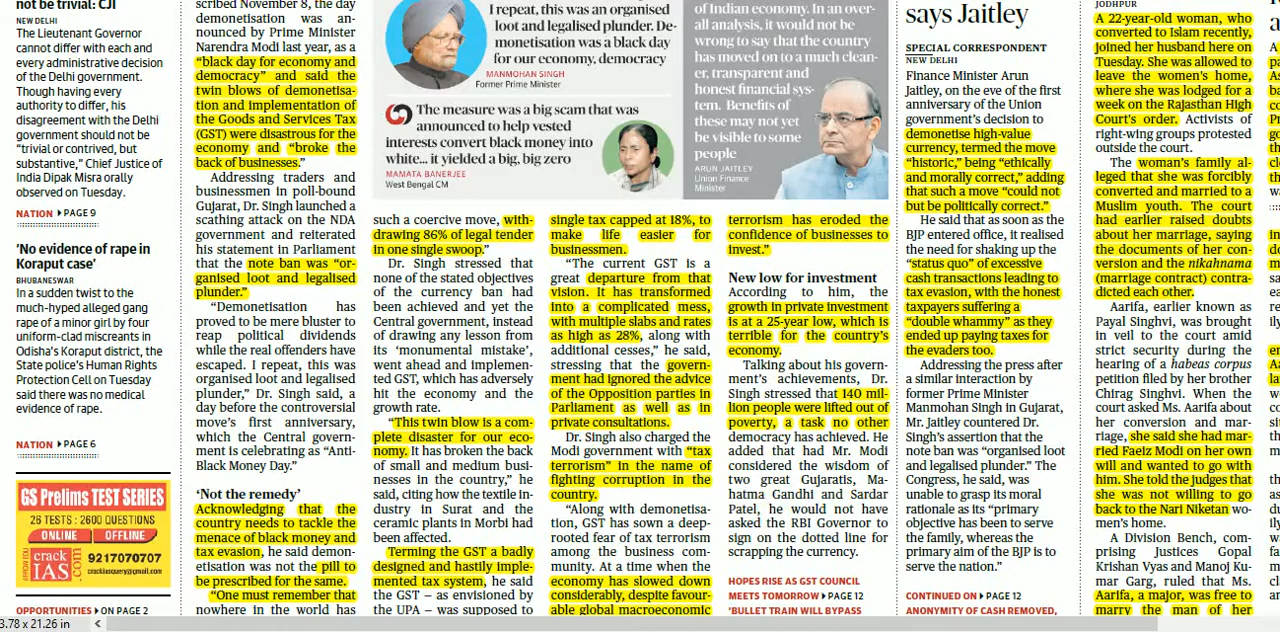 not be trivial: CJI
NEW DELHI
The Lieutenant Governor
cannot differ with each and
every administrative decision
of the Delhi government.
Though having every
authority to differ, his
disagreement with the Delhi
government should not be
“trivial or contrived, but
substantive,” Chief Justice of
India Dipak Misra orally
observed on Tuesday.
NATION ▶ PAGE 9
‘No evidence of rape in
Koraput case’
BHUBANESWAR
In a sudden twist to the
much-hyped alleged gang
rape of a minor girl by four
uniform-clad miscreants in
Odisha's Koraput district, the
State police's Human Rights
Protection Cell on Tuesday
said there was no medical
evidence of rape.
NATION ▶ PAGE 6
GS Prelims TEST SERIES
26 TESTS : 2600 QUESTIONS
ONLINE OFFLINE
crack
IAS
.com
9217070707
crackiasquery@gmail.com
OPPORTUNITIES ▶ ON PAGE 2
scribed November 8, the day
demonetisation was an-
nounced by Prime Minister
Narendra Modi last year, as a
“black day for economy and
democracy” and said the
twin blows of demonetisa-
tion and implementation of
the Goods and Services Tax
(GST) were disastrous for the
economy and “broke the
back of businesses.”
Addressing traders and
businessmen in poll-bound
Gujarat, Dr. Singh launched a
scathing attack on the NDA
government and reiterated
his statement in Parliament
that the note ban was “or-
ganised loot and legalised
plunder.”
“Demonetisation has
proved to be mere bluster to
reap political dividends
while the real offenders have
escaped. I repeat, this was
organised loot and legalised
plunder,” Dr. Singh said, a
day before the controversial
move's first anniversary,
which the Central govern-
ment is celebrating as “Anti-
Black Money Day.”
‘Not the remedy’
Acknowledging that the
country needs to tackle the
menace of black money and
tax evasion, he said demon-
etisation was not the pill to
be prescribed for the same.
“One must remember that
nowhere in the world has
I repeat, this was an organised
loot and legalised plunder. De-
monetisation was a black day
for our economy, democracy
MANMOHAN SINGH
Former Prime Minister
The measure was a big scam that was
announced to help vested
interests convert black money into
white... it yielded a big, big zero
MAMATA BANERJEE
West Bengal CM
of Indian economy. In an over-
all analysis, it would not be
wrong to say that the country
has moved on to a much clean-
er, transparent and
honest financial sys-
tem. Benefits of
these may not yet
be visible to some
people
ARUN JAITLEY
Union Finance
Minister
such a coercive move, with-
drawing 86% of legal tender
in one single swoop.”
Dr. Singh stressed that
none of the stated objectives
of the currency ban had
been achieved and yet the
Central government, instead
of drawing any lesson from
its ‘monumental mistake’,
went ahead and implemen-
ted GST, which has adversely
hit the economy and the
growth rate.
“This twin blow is a com-
plete disaster for our eco-
nomy. It has broken the back
of small and medium busi-
nesses in the country,” he
said, citing how the textile in-
dustry in Surat and the
ceramic plants in Morbi had
been affected.
Terming the GST a badly
designed and hastily imple-
mented tax system, he said
the GST – as envisioned by
the UPA – was supposed to
single tax capped at 18%, to
make life easier for
businessmen.
“The current GST is a
great departure from that
vision. It has transformed
into a complicated mess,
with multiple slabs and rates
as high as 28%, along with
additional cesses,” he said,
stressing that the govern-
ment had ignored the advice
of the Opposition parties in
Parliament as well as in
private consultations.
Dr. Singh also charged the
Modi government with “tax
terrorism” in the name of
fighting corruption in the
country.
“Along with demonetisa-
tion, GST has sown a deep-
rooted fear of tax terrorism
among the business com-
munity. At a time when the
economy has slowed down
considerably, despite favour-
able global macroeconomic
terrorism has eroded the
confidence of businesses to
invest.”
New low for investment
According to him, the
growth in private investment
is at a 25-year low, which is
terrible for the country's
economy.
Talking about his govern-
ment's achievements, Dr.
Singh stressed that 140 mil-
lion people were lifted out of
poverty, a task no other
democracy has achieved. He
added that had Mr. Modi
considered the wisdom of
two great Gujaratis, Ma-
hatma Gandhi and Sardar
Patel, he would not have
asked the RBI Governor to
sign on the dotted line for
scrapping the currency.
HOPES RISE AS GST COUNCIL
MEETS TOMORROW ▶ PAGE 12
‘BULLET TRAIN WILL BYPASS
says Jaitley
SPECIAL CORRESPONDENT
NEW DELHI
Finance Minister Arun
Jaitley, on the eve of the first
anniversary of the Union
government's decision to
demonetise high-value
currency, termed the move
“historic,” being “ethically
and morally correct,” adding
that such a move “could not
but be politically correct.”
He said that as soon as the
BJP entered office, it realised
the need for shaking up the
“status quo” of excessive
cash transactions leading to
tax evasion, with the honest
taxpayers suffering a
“double whammy” as they
ended up paying taxes for
the evaders too.
Addressing the press after
a similar interaction by
former Prime Minister
Manmohan Singh in Gujarat,
Mr. Jaitley countered Dr.
Singh's assertion that the
note ban was “organised loot
and legalised plunder.” The
Congress, he said, was
unable to grasp its moral
rationale as its “primary
objective has been to serve
the family, whereas the
primary aim of the BJP is to
serve the nation.”
CONTINUED ON ▶ PAGE 12
ANONYMITY OF CASH REMOVED,
JODHPUR
A 22-year-old woman, who
converted to Islam recently,
joined her husband here on
Tuesday. She was allowed to
leave the women's home,
where she was lodged for a
week on the Rajasthan High
Court's order. Activists of
right-wing groups protested
outside the court.
The woman's family al-
leged that she was forcibly
converted and married to a
Muslim youth. The court
had earlier raised doubts
about her marriage, saying
the documents of her con-
version and the nikahnama
(marriage contract) contra-
dicted each other.
Aarifa, earlier known as
Payal Singhvi, was brought
in veil to the court amid
strict security during the
hearing of a habeas corpus
petition filed by her brother
Chirag Singhvi. When the
court asked Ms. Aarifa about
her conversion and mar-
riage, she said she had mar-
ried Faeiz Modi on her own
will and wanted to go with
him. She told the judges that
she was not willing to go
back to the Nari Niketan wo-
men's home.
A Division Bench, com-
prising Justices Gopal
Krishan Vyas and Manoj Ku-
mar Garg, ruled that Ms.
Aarifa, a major, was free to
marry the man of her
3.78 x 21.26 in